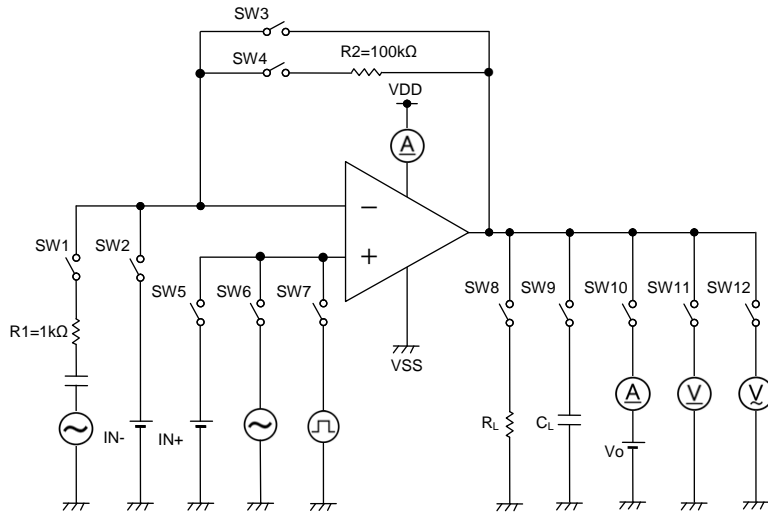 SW3
SW4
R2=100kΩ
VDD
A
−
+
SW1
SW2
SW5
SW6
SW7
SW8
SW9
SW10
SW11
SW12
R1=1kΩ
VSS
A
V
V
IN-
IN+
RL
CL
Vo